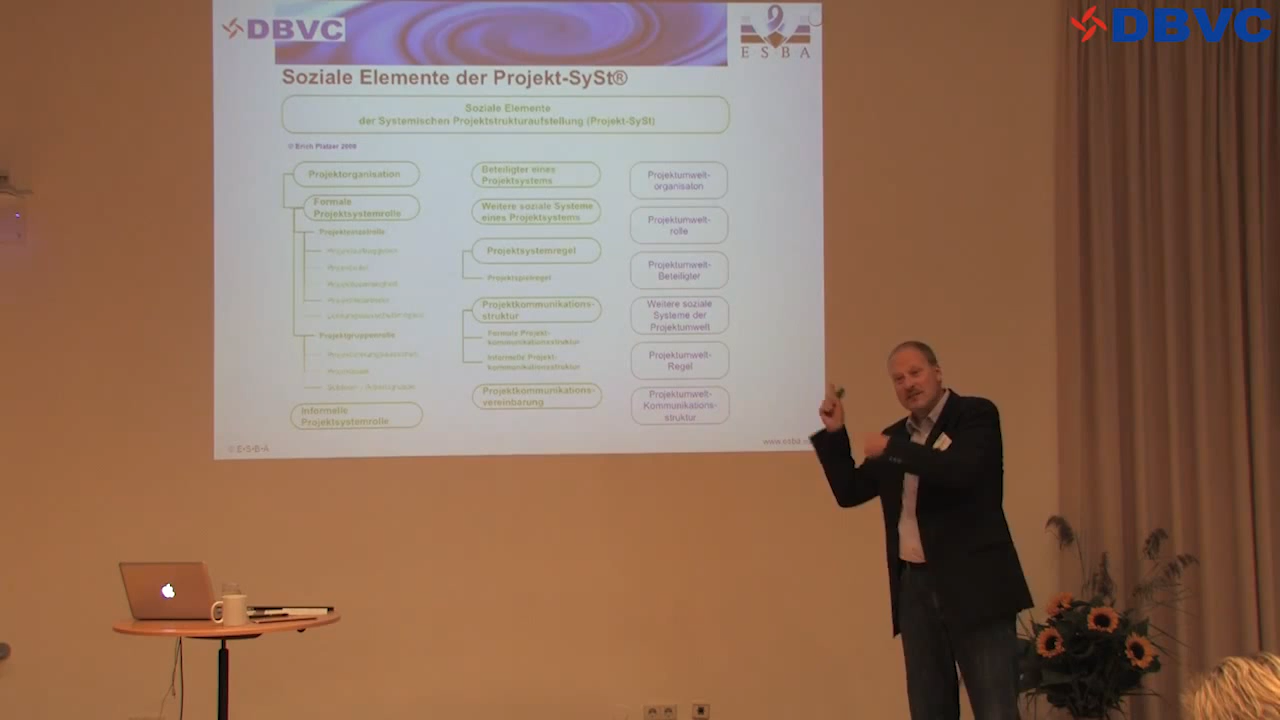 DBVC
ESBA
DBVC
Soziale Elemente der Projekt-SySt®
Soziale Elemente
der Systemischen Projektstrukturaufstellung (Projekt-SySt)
© Erich Platzer 2008
Projektorganisation
Formale
Projektsystemrolle
Projekteinzelrolle
Projektgruppenrolle
Informelle
Projektsystemrolle
Beteiligter eines
Projektsystems
Weitere soziale Systeme
eines Projektsystems
Projektsystemregel
Projektspielregel
Projektkommunikations-
struktur
Formale Projekt-
kommunikationsstruktur
Informelle Projekt-
kommunikationsstruktur
Projektkommunikations-
vereinbarung
Projektumwelt-
organisaton
Projektumwelt-
rolle
Projektumwelt-
Beteiligter
Weitere soziale
Systeme der
Projektumwelt
Projektumwelt-
Regel
Projektumwelt-
Kommunikations-
struktur
© E-S-B-A
www.esba.